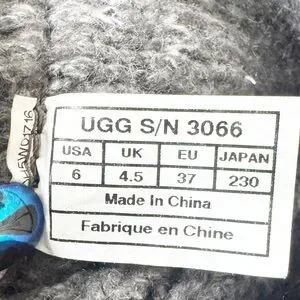 UGG S/N 3066
USA UK EU JAPAN
6 4.5 37 230
Made In China
Fabrique en Chine